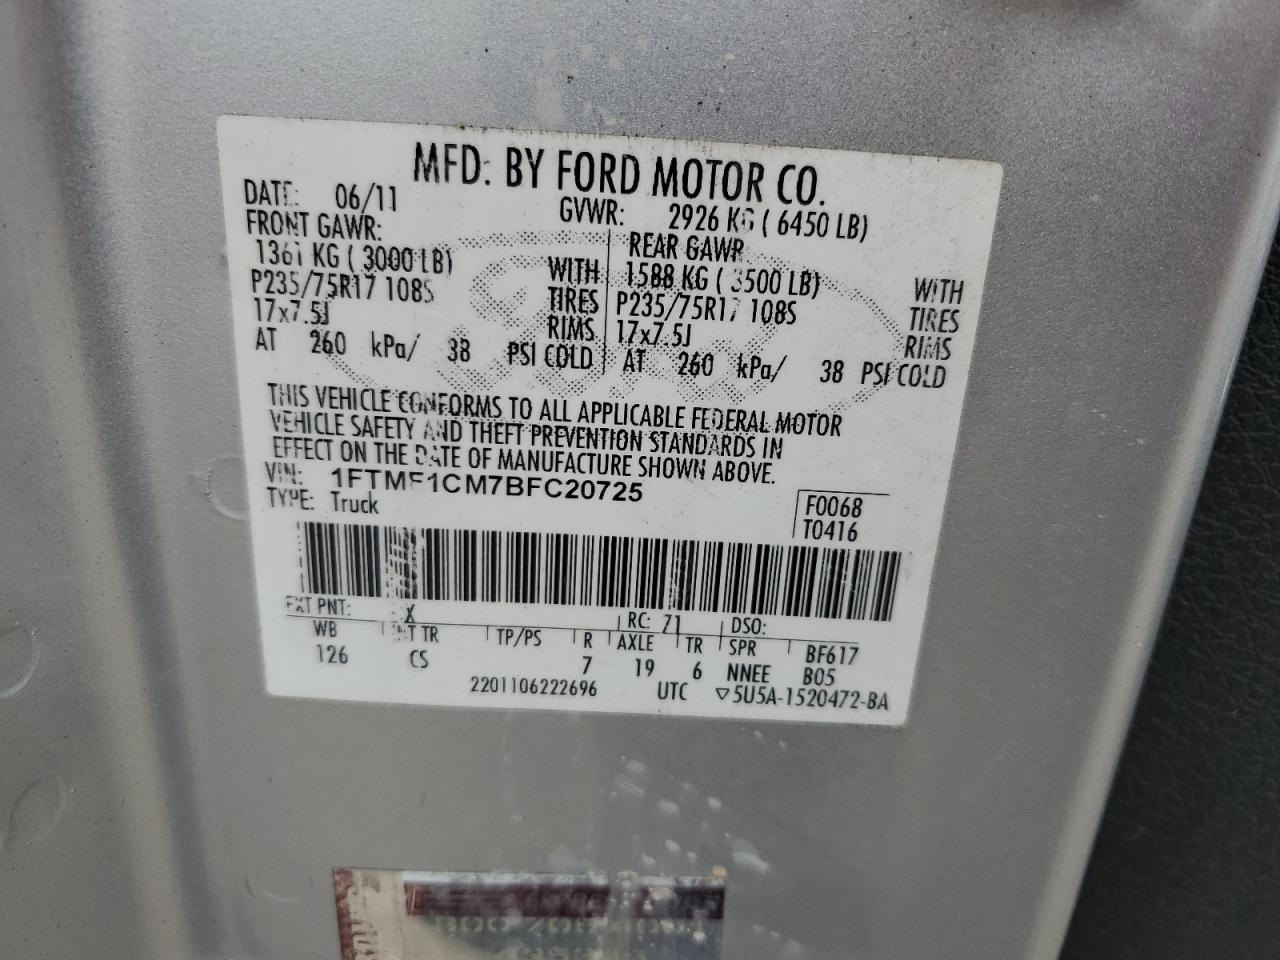 MFD. BY FORD MOTOR CO.
DATE: 06/11 GVWR: 2926 KG ( 6450 LB)
FRONT GAWR: REAR GAWR
1361 KG ( 3000 LB) WITH 1588 KG ( 3500 LB) WITH
P235/75R17 108S TIRES P235/75R17 108S TIRES
17x7.5J RIMS 17x7.5J RIMS
AT 260 kPa/ 38 PSI COLD AT 260 kPa/ 38 PSI COLD
THIS VEHICLE CONFORMS TO ALL APPLICABLE FEDERAL MOTOR
VEHICLE SAFETY AND THEFT PREVENTION STANDARDS IN
EFFECT ON THE DATE OF MANUFACTURE SHOWN ABOVE.
VIN: 1FTMF1CM7BFC20725
TYPE: Truck F0068
T0416
EXT PNT: RC: 71 DSO:
WB INT TR TP/PS R AXLE TR SPR BF617
126 CS 7 19 6 NNEE B05
2201106222696 UTC ▽5U5A-1520472-BA